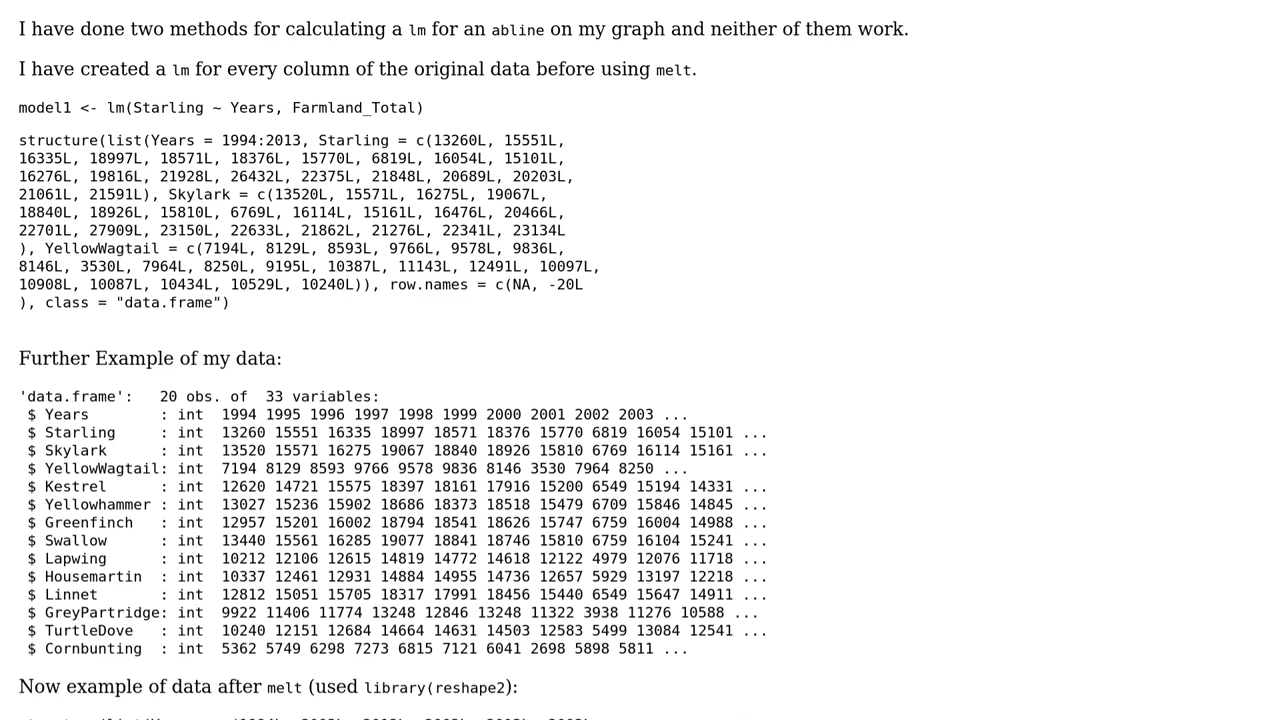 I have done two methods for calculating a lm for an abline on my graph and neither of them work.
I have created a lm for every column of the original data before using melt.
model1 <- lm(Starling ~ Years, Farmland_Total)
structure(list(Years = 1994:2013, Starling = c(13260L, 15551L,
16335L, 18997L, 18571L, 18376L, 15770L, 6819L, 16054L, 15101L,
16276L, 19816L, 21928L, 26432L, 22375L, 21848L, 20689L, 20203L,
21061L, 21591L), Skylark = c(13520L, 15571L, 16275L, 19067L,
18840L, 18926L, 15810L, 6769L, 16114L, 15161L, 16476L, 20466L,
22701L, 27909L, 23150L, 22633L, 21862L, 21276L, 22341L, 23134L
), YellowWagtail = c(7194L, 8129L, 8593L, 9766L, 9578L, 9836L,
8146L, 3530L, 7964L, 8250L, 9195L, 10387L, 11143L, 12491L, 10097L,
10908L, 10087L, 10434L, 10529L, 10240L)), row.names = c(NA, -20L
), class = "data.frame")
Further Example of my data:
'data.frame':   20 obs. of  33 variables:
 $ Years        : int  1994 1995 1996 1997 1998 1999 2000 2001 2002 2003 ...
 $ Starling     : int  13260 15551 16335 18997 18571 18376 15770 6819 16054 15101 ...
 $ Skylark      : int  13520 15571 16275 19067 18840 18926 15810 6769 16114 15161 ...
 $ YellowWagtail: int  7194 8129 8593 9766 9578 9836 8146 3530 7964 8250 ...
 $ Kestrel      : int  12620 14721 15575 18397 18161 17916 15200 6549 15194 14331 ...
 $ Yellowhammer : int  13027 15236 15902 18686 18373 18518 15479 6709 15846 14845 ...
 $ Greenfinch   : int  12957 15201 16002 18794 18541 18626 15747 6759 16004 14988 ...
 $ Swallow      : int  13440 15561 16285 19077 18841 18746 15810 6759 16104 15241 ...
 $ Lapwing      : int  10212 12106 12615 14819 14772 14618 12122 4979 12076 11718 ...
 $ Housemartin  : int  10337 12461 12931 14884 14955 14736 12657 5929 13197 12218 ...
 $ Linnet       : int  12812 15051 15705 18317 17991 18456 15440 6549 15647 14911 ...
 $ GreyPartridge: int  9922 11406 11774 13248 12846 13248 11322 3938 11276 10588 ...
 $ TurtleDove   : int  10240 12151 12684 14664 14631 14503 12583 5499 13084 12541 ...
 $ Cornbunting  : int  5362 5749 6298 7273 6815 7121 6041 2698 5898 5811 ...
Now example of data after melt (used library(reshape2):